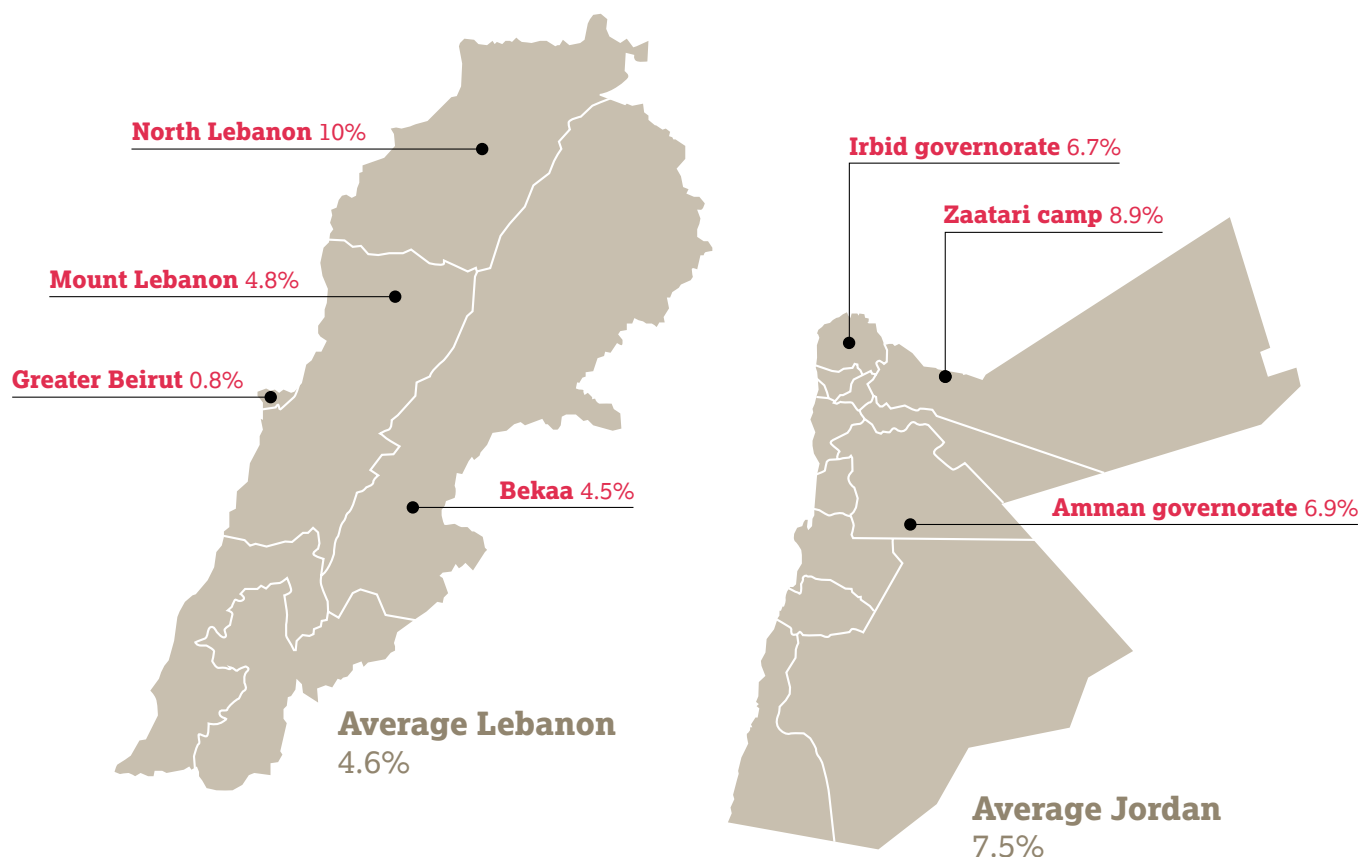 North Lebanon 10%
Mount Lebanon 4.8%
Greater Beirut 0.8%
Bekaa 4.5%
Average Lebanon
4.6%
Irbid governorate 6.7%
Zaatari camp 8.9%
Amman governorate 6.9%
Average Jordan
7.5%